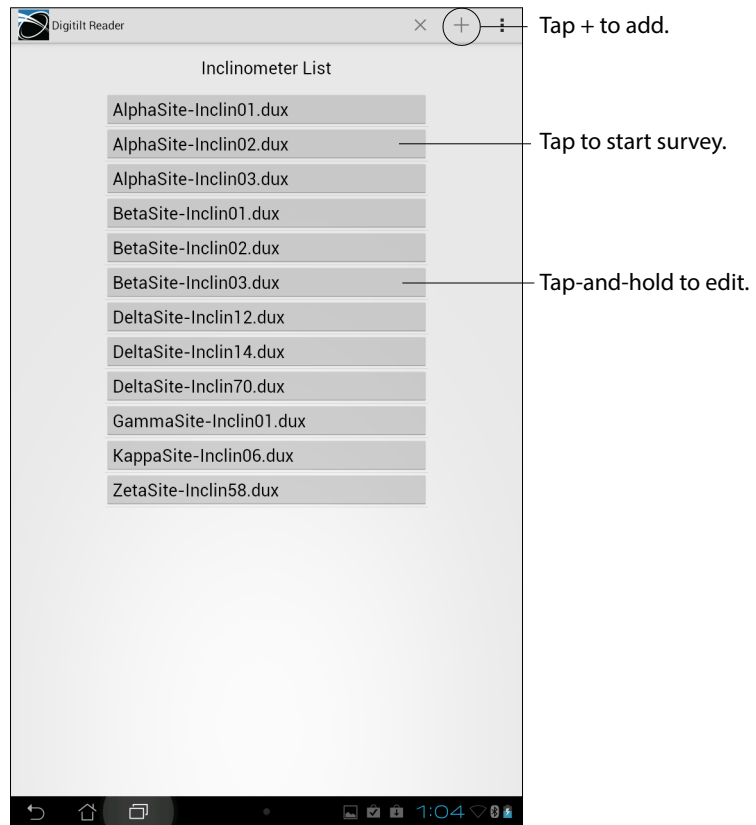 Digitilt Reader
Tap + to add.
Inclinometer List
AlphaSite-Inclin01.dux
AlphaSite-Inclin02.dux
Tap to start survey.
AlphaSite-Inclin03.dux
BetaSite-Inclin01.dux
BetaSite-Inclin02.dux
BetaSite-Inclin03.dux
Tap-and-hold to edit.
DeltaSite-Inclin12.dux
DeltaSite-Inclin14.dux
DeltaSite-Inclin70.dux
GammaSite-Inclin01.dux
KappaSite-Inclin06.dux
ZetaSite-Inclin58.dux
1:04